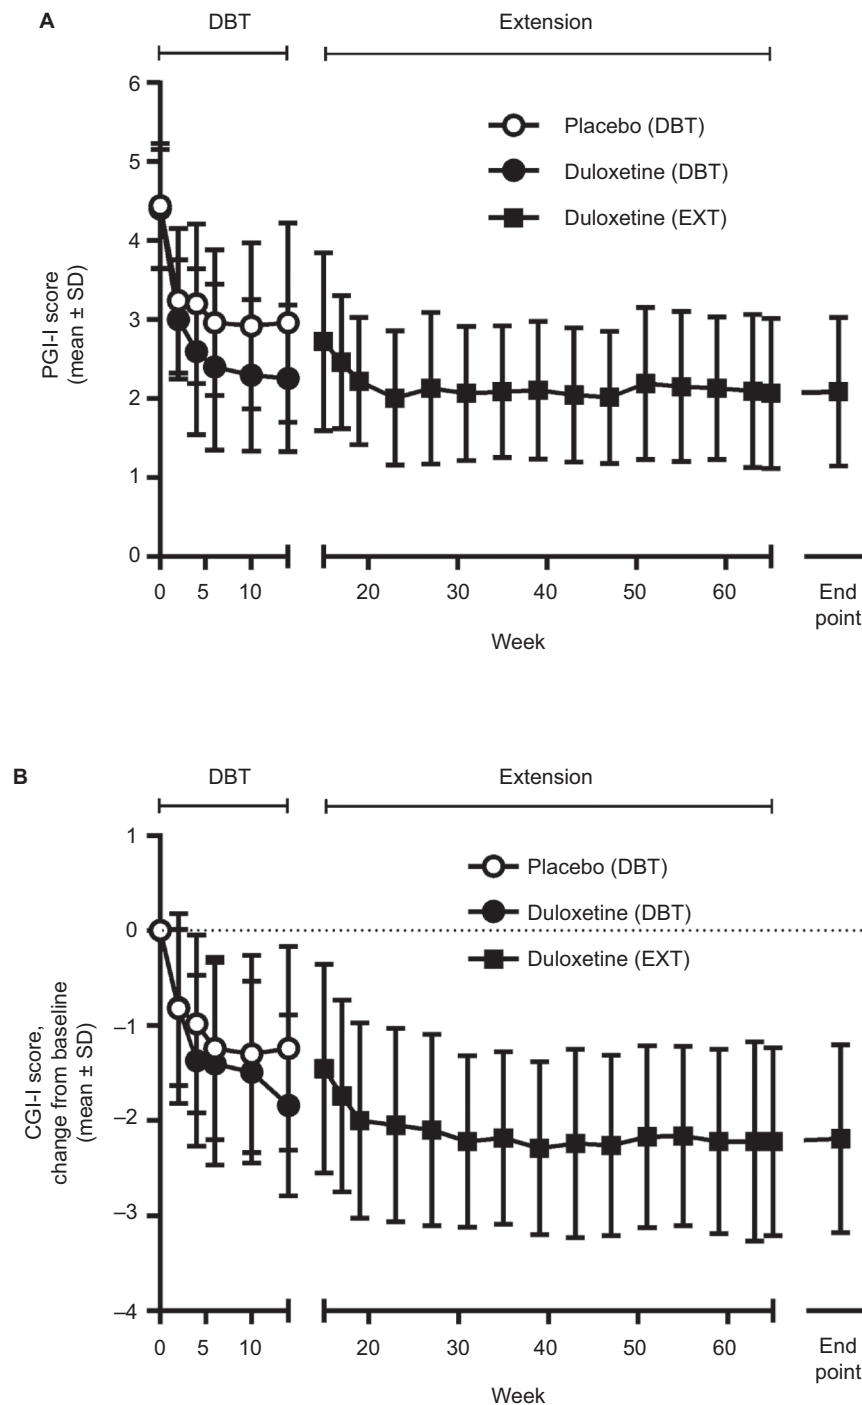 A
DBT
Extension
6
5
4
3
2
1
0
PGI-I score
(mean ± SD)
Placebo (DBT)
Duloxetine (DBT)
Duloxetine (EXT)
0 5 10 20 30 40 50 60 End
point
Week
B
DBT
Extension
1
0
–1
–2
–3
–4
CGI-I score,
change from baseline
(mean ± SD)
Placebo (DBT)
Duloxetine (DBT)
Duloxetine (EXT)
0 5 10 20 30 40 50 60 End
point
Week